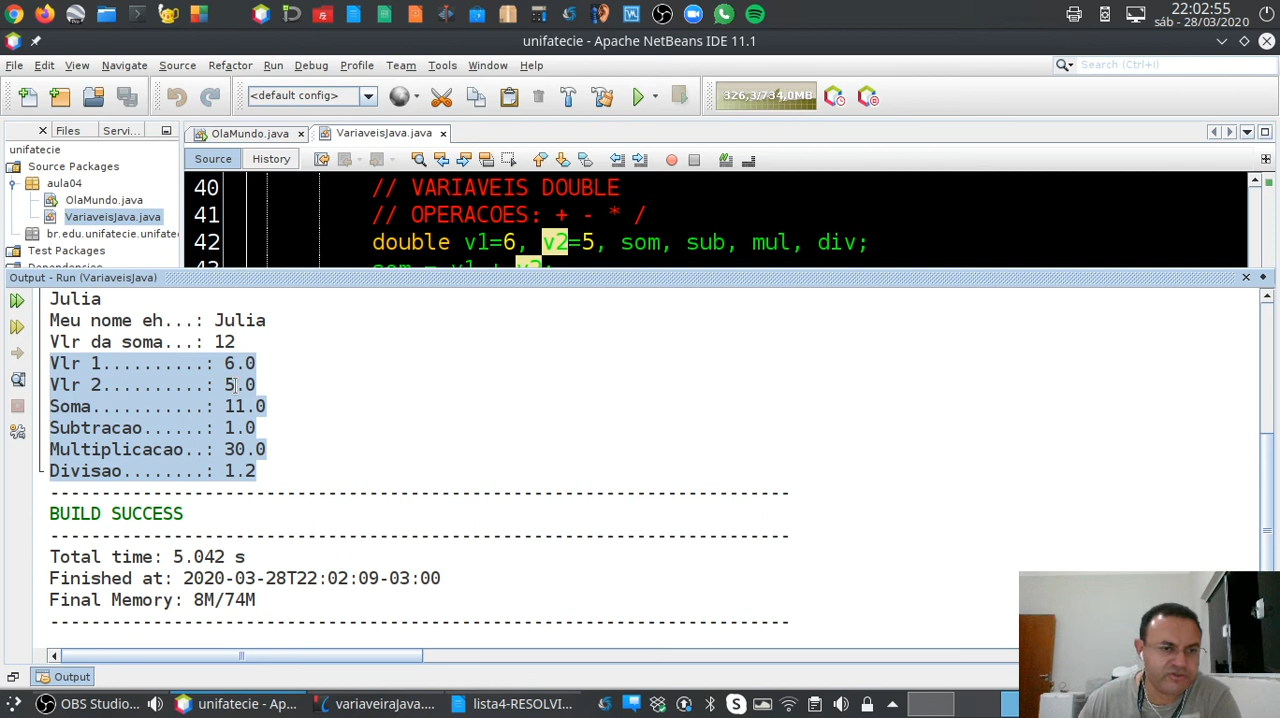 22:02:55
sáb - 28/03/2020
unifatecie - Apache NetBeans IDE 11.1
File Edit View Navigate Source Refactor Run Debug Profile Team Tools Window Help
Search (Ctrl+I)
<default config>
326,3/734,0MB
Files Servi...
OlaMundo.java
VariaveisJava.java
unifatecie
Source Packages
aula04
OlaMundo.java
VariaveisJava.java
br.edu.unifatecie.unifate
Test Packages
Source History
40 // VARIAVEIS DOUBLE
41 // OPERACOES: + - * /
42 double v1=6, v2=5, som, sub, mul, div;
Output - Run (VariaveisJava)
Julia
Meu nome eh...: Julia
Vlr da soma...: 12
Vlr 1..........: 6.0
Vlr 2..........: 5.0
Soma...........: 11.0
Subtracao......: 1.0
Multiplicacao..: 30.0
Divisao........: 1.2
------------------------------------------------------------------------
BUILD SUCCESS
------------------------------------------------------------------------
Total time: 5.042 s
Finished at: 2020-03-28T22:02:09-03:00
Final Memory: 8M/74M
------------------------------------------------------------------------
Output
OBS Studio... unifatecie - Ap... variaveiraJava.... lista4-RESOLVI...